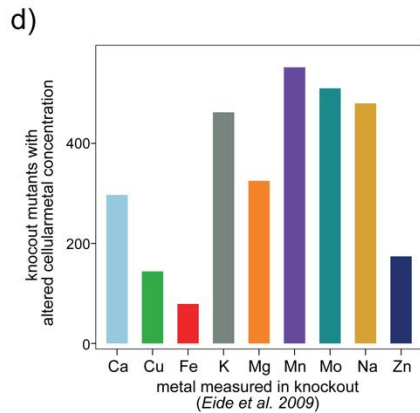 d)
knocout mutants with
altered cellularmetal concentration
400
200
0
Ca Cu Fe K Mg Mn Mo Na Zn
metal measured in knockout
(Eide et al. 2009)